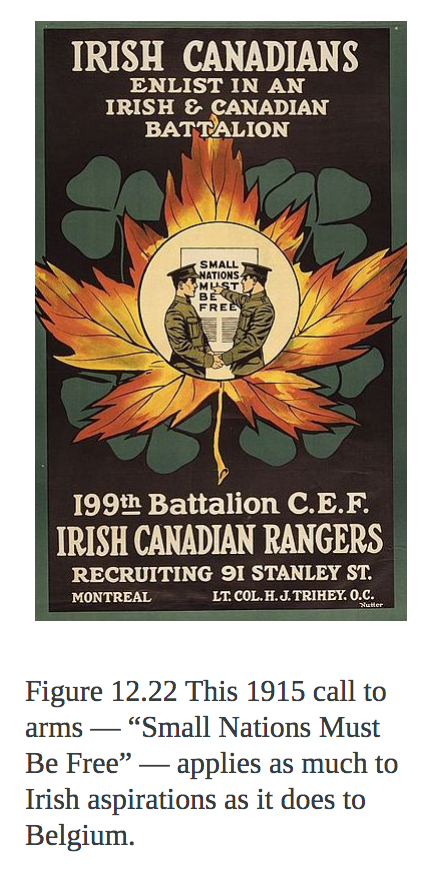 IRISH CANADIANS
ENLIST IN AN
IRISH & CANADIAN
BATTALION
SMALL
NATIONS
MUST
BE
FREE
199th Battalion C.E.F.
IRISH CANADIAN RANGERS
RECRUITING 91 STANLEY ST.
MONTREAL LT. COL. H. J. TRIHEY. O.C.
Nutter
Figure 12.22 This 1915 call to
arms — “Small Nations Must
Be Free” — applies as much to
Irish aspirations as it does to
Belgium.